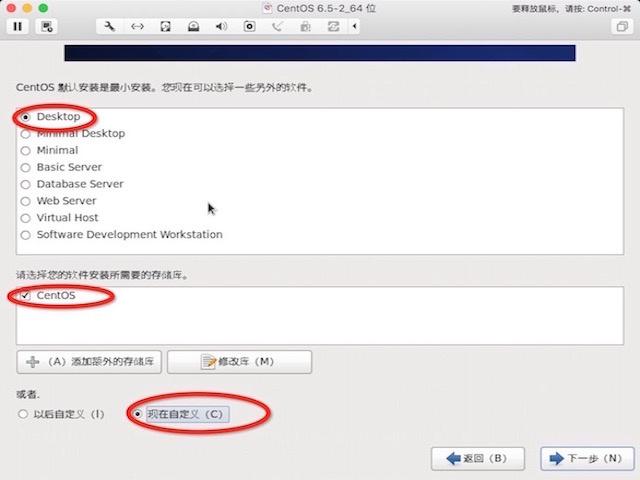 CentOS 6.5-2_64 位
要释放鼠标，请按: Control-⌘
CentOS 默认安装是最小安装。您现在可以选择一些另外的软件。
Desktop
Minimal Desktop
Minimal
Basic Server
Database Server
Web Server
Virtual Host
Software Development Workstation
请选择您的软件安装所需要的存储库。
CentOS
（A）添加额外的存储库
修改库（M）
或者.
以后自定义（l）
现在自定义（C）
返回（B）
下一步（N）